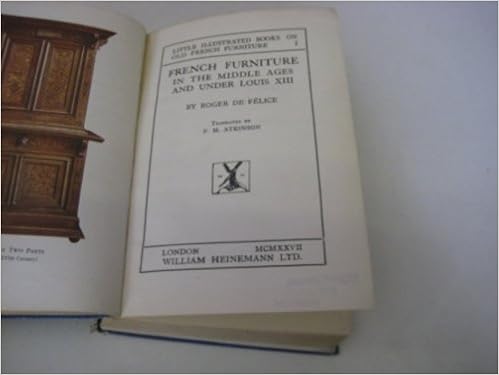 Two Parts
LITTLE ILLUSTRATED BOOKS ON
OLD FRENCH FURNITURE I
FRENCH FURNITURE
IN THE MIDDLE AGES
AND UNDER LOUIS XIII
BY ROGER DE FÉLICE
Translated by
F. M. ATKINSON
LONDON MCMXXVII
WILLIAM HEINEMANN LTD.